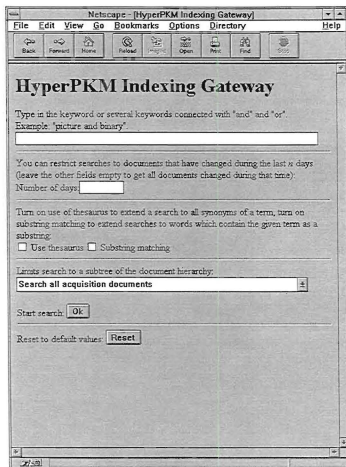 Netscape - [HyperPKM Indexing Gateway]
File Edit View Go Bookmarks Options Directory Help
Back Forward Home Reload Images Open Print Find Stop
HyperPKM Indexing Gateway
Type in the keyword or several keywords connected with "and" and "or".
Example: "picture and binary".
You can restrict searches to documents that have changed during the last n days
(leave the other fields empty to get all documents changed during that time):
Number of days:
Turn on use of thesaurus to extend a search to all synonyms of a term, turn on
substring matching to extend searches to words which contain the given term as a
substring:
Use thesaurus Substring matching
Limits search to a subtree of the document hierarchy:
Search all acquisition documents
Start search: Ok
Reset to default values: Reset